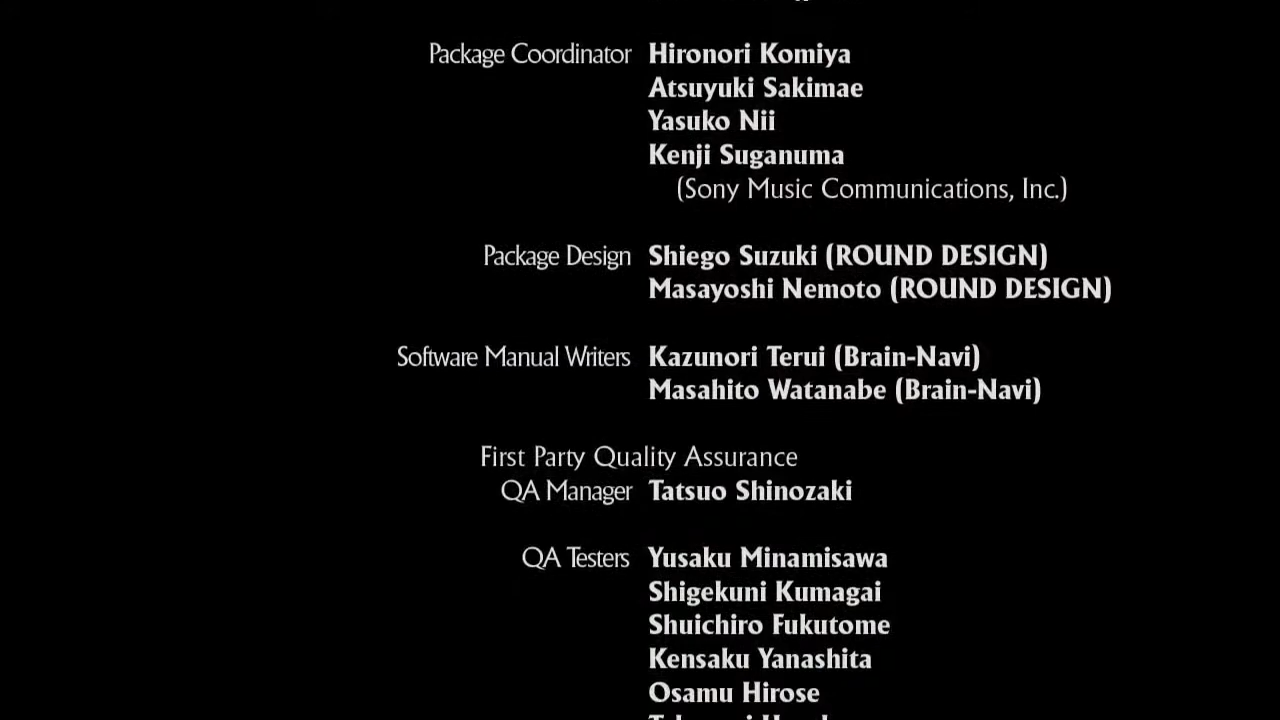 Package Coordinator Hironori Komiya
Atsuyuki Sakimae
Yasuko Nii
Kenji Suganuma
(Sony Music Communications, Inc.)
Package Design Shiego Suzuki (ROUND DESIGN)
Masayoshi Nemoto (ROUND DESIGN)
Software Manual Writers Kazunori Terui (Brain-Navi)
Masahito Watanabe (Brain-Navi)
First Party Quality Assurance
QA Manager Tatsuo Shinozaki
QA Testers Yusaku Minamisawa
Shigekuni Kumagai
Shuichiro Fukutome
Kensaku Yanashita
Osamu Hirose